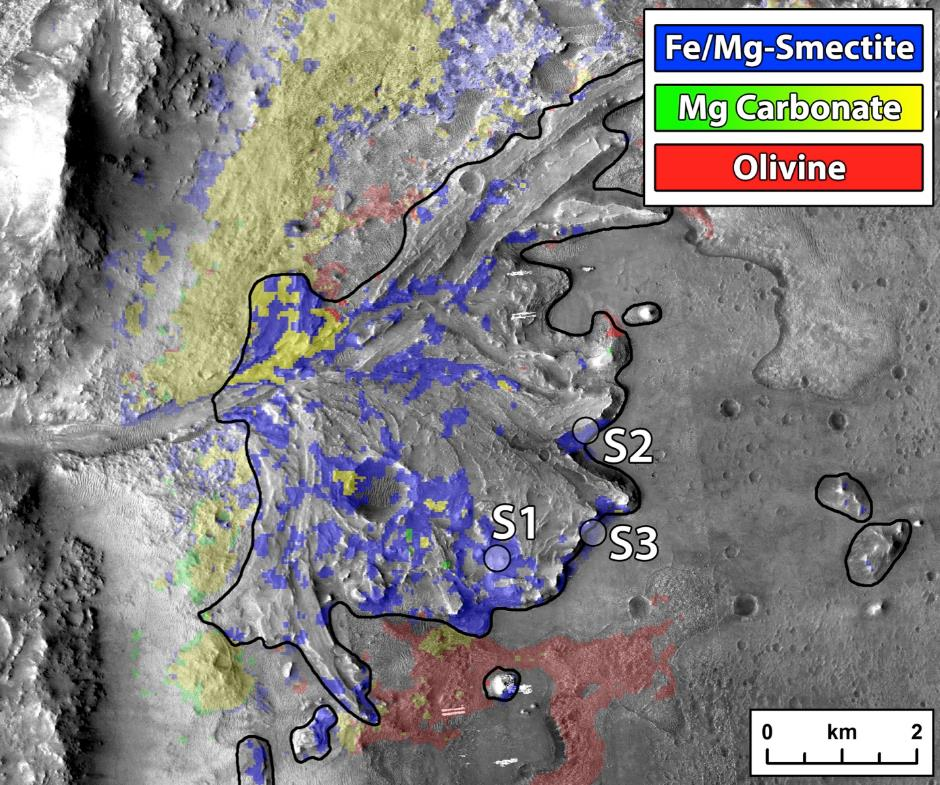 Fe/Mg-Smectite
Mg Carbonate
Olivine
S2
S1
S3
0 km 2